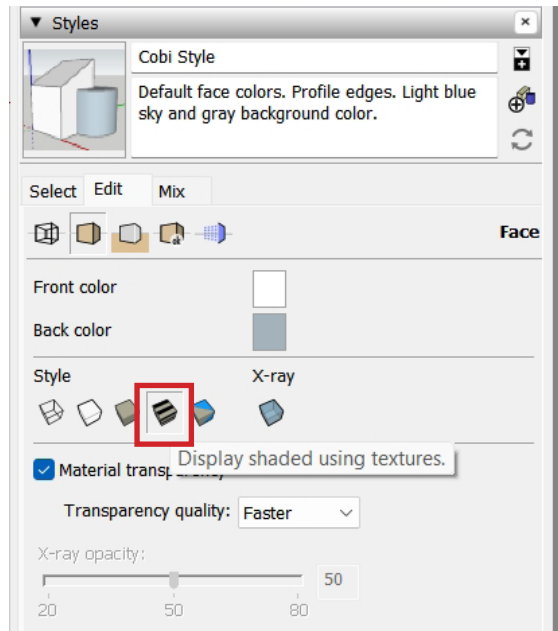 ▼ Styles
Cobi Style
Default face colors. Profile edges. Light blue
sky and gray background color.
Select Edit Mix
Face
Front color
Back color
Style X-ray
Display shaded using textures.
Material
Transparency quality: Faster
X-ray opacity:
50
20 50 80